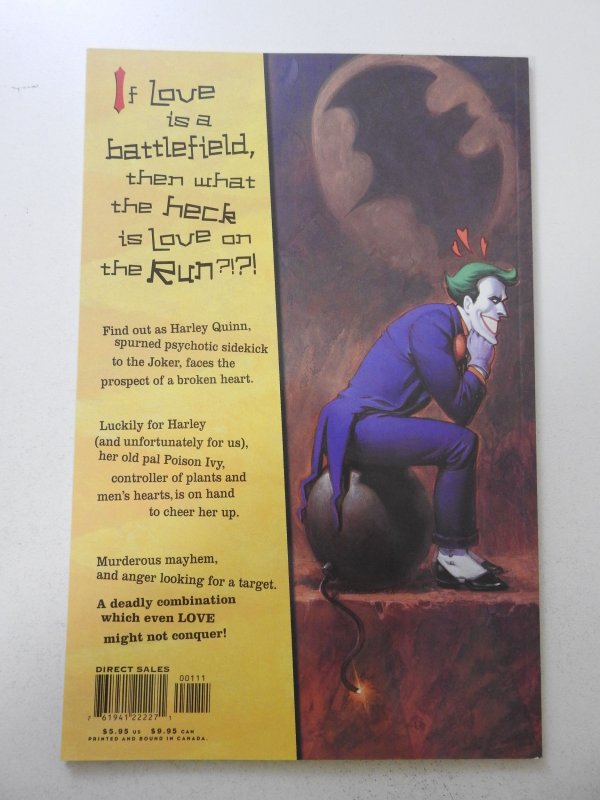 If Love
is a
battlefield,
then what
the heck
is Love on
the Run?!?!
Find out as Harley Quinn,
spurned psychotic sidekick
to the Joker, faces the
prospect of a broken heart.
Luckily for Harley
(and unfortunately for us),
her old pal Poison Ivy,
controller of plants and
men's hearts, is on hand
to cheer her up.
Murderous mayhem,
and anger looking for a target.
A deadly combination
which even LOVE
might not conquer!
DIRECT SALES
00111
7 61941 22227 1
$5.95 US $9.95 CAN
PRINTED AND BOUND IN CANADA.